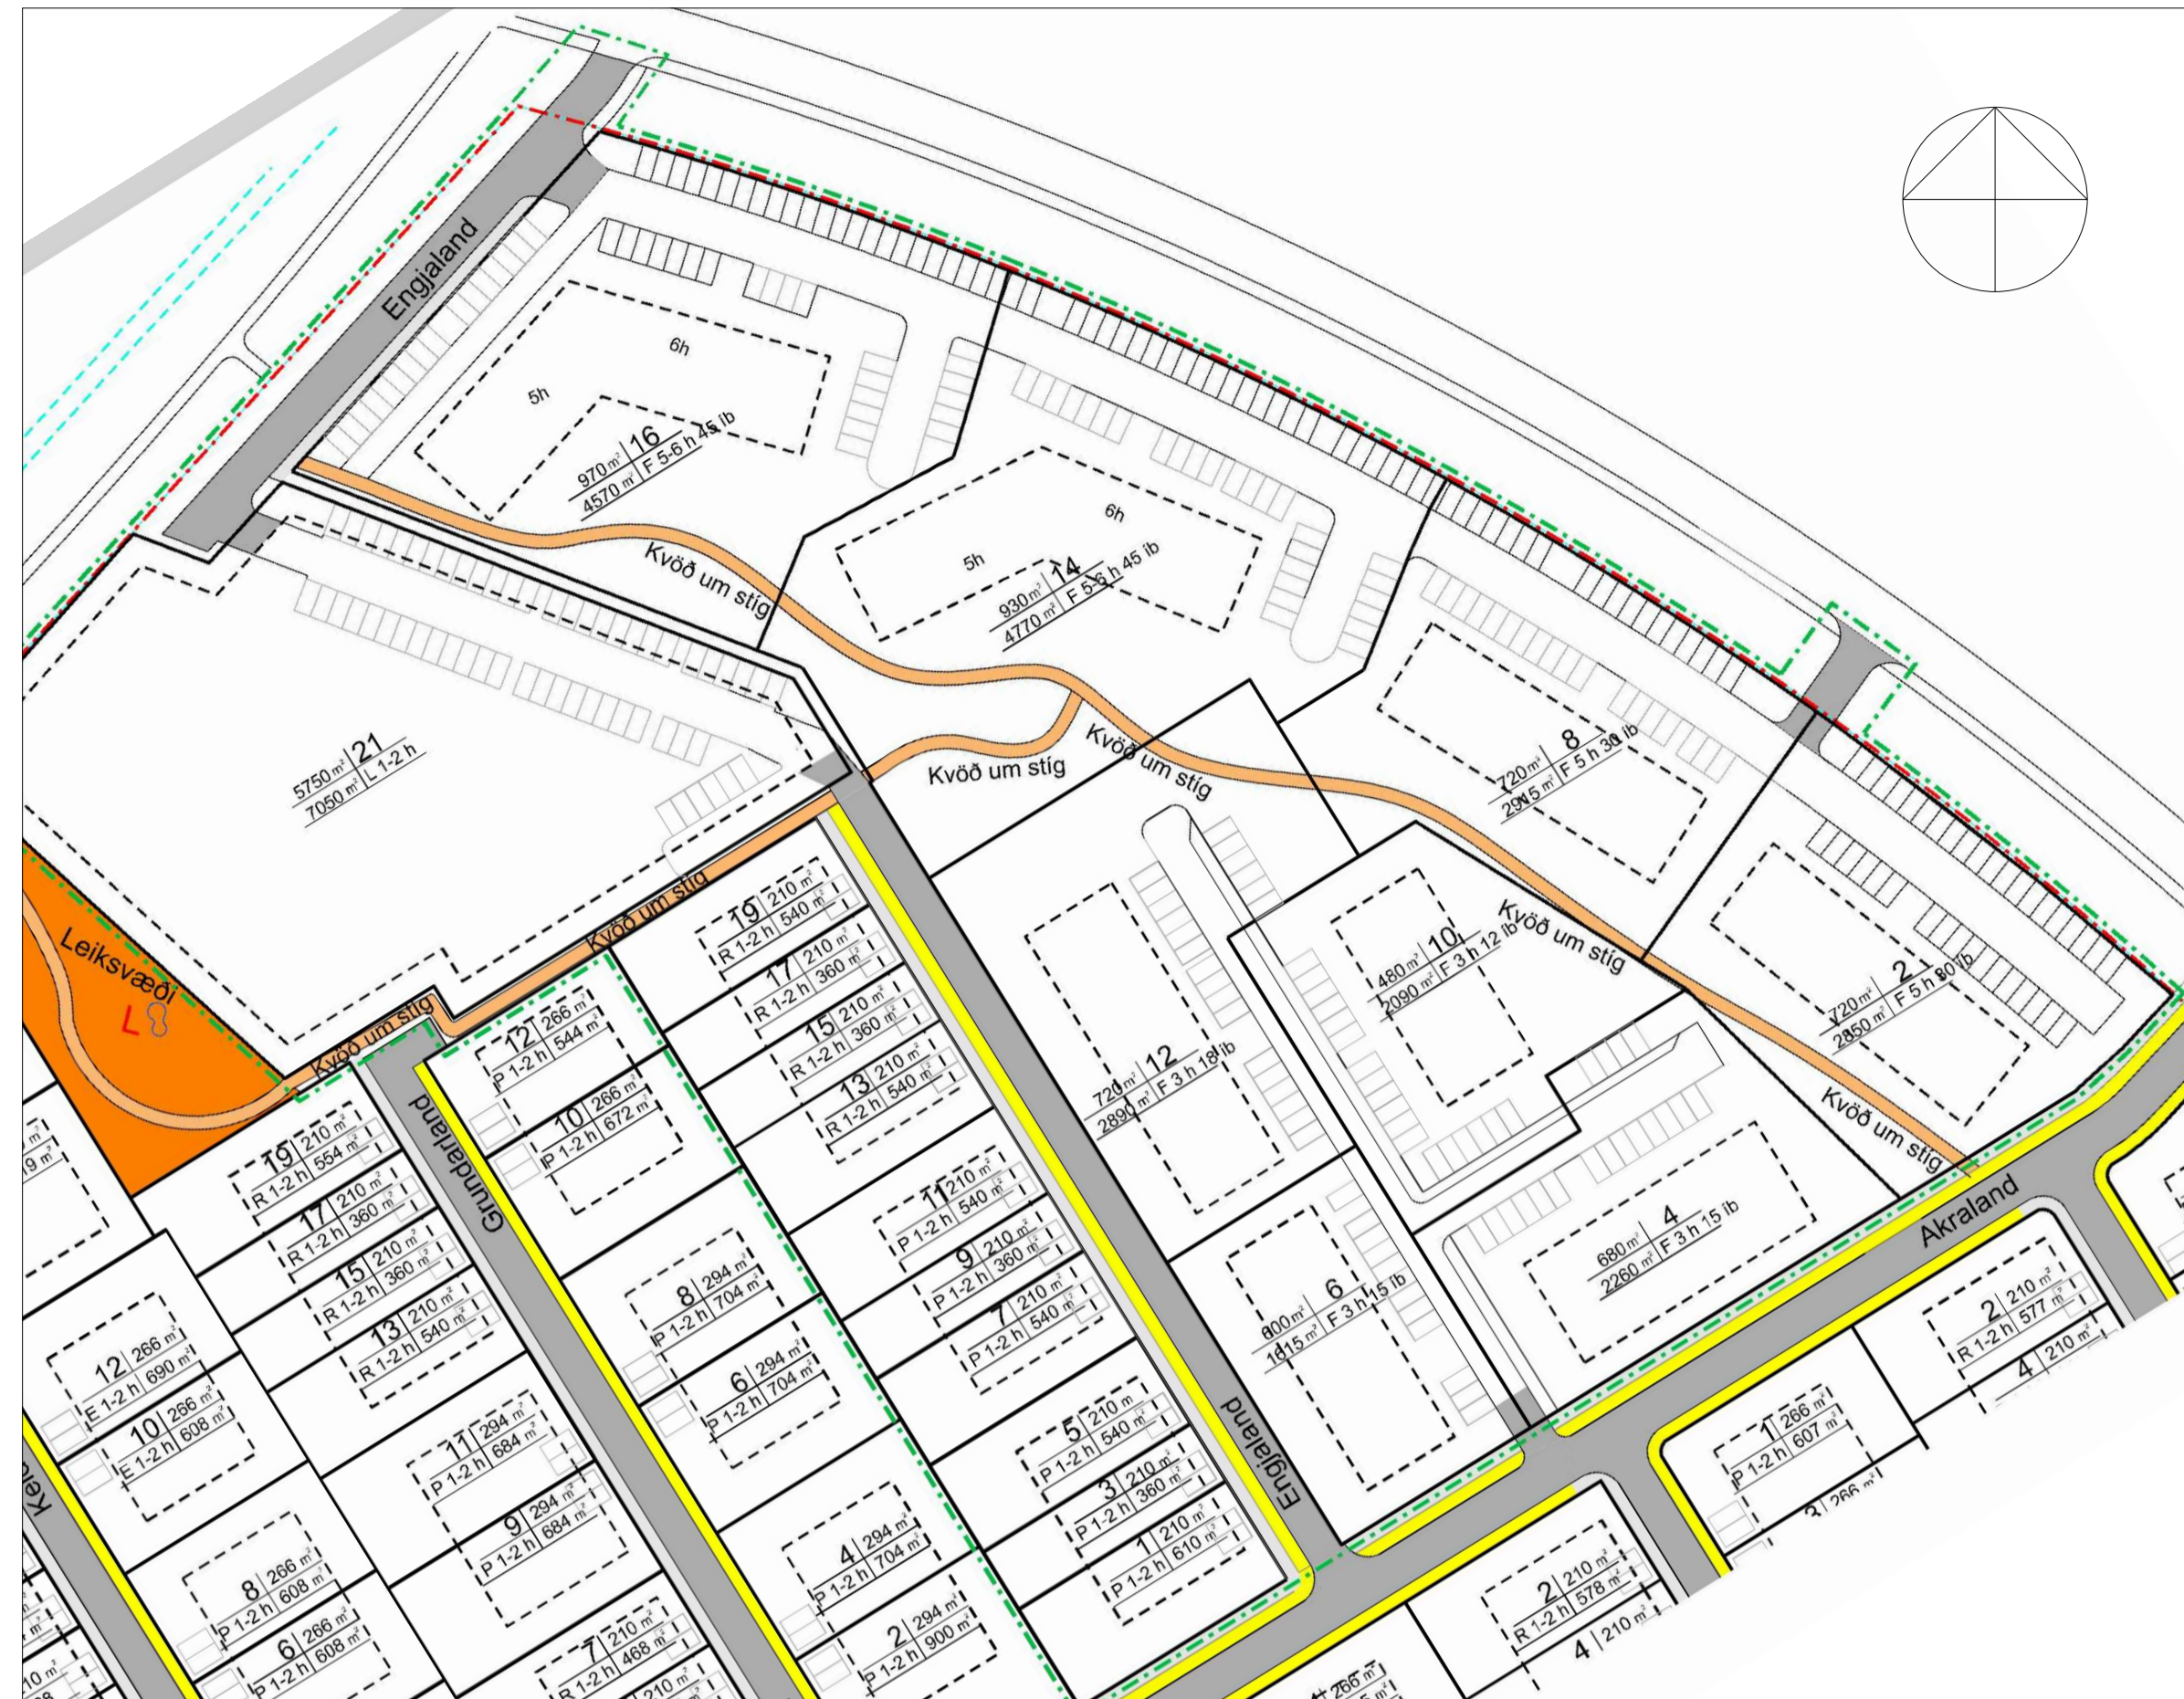 Engjaland
6h
5h
970 m² 16
4570 m² F 5-6 h 45 íb
Kvöð um stíg
6h
5h
930 m² 14
4770 m² F 5-6 h 45 íb
5750 m² 21
7050 m² L 1-2 h
Kvöð um stíg
Kvöð um stíg
720 m² 8
F 5 h
Kvöð um stíg
480 m² 10
2090 m² F 3 h 12 íb
720 m² 2
2850 m² F 5 h
Kvöð um stíg
Leiksvæði
L
Kvöð um stíg
Kvöð um stíg
19 210 m²
R 1-2 h 540 m²
17 210 m²
R 1-2 h 360 m²
15 210 m²
R 1-2 h 360 m²
13 210 m²
R 1-2 h 540 m²
12 266 m²
P 1-2 h 544 m²
10 266 m²
P 1-2 h 672 m²
720 m² 12
2890 m² F 3 h 18 íb
680 m² 4
2260 m² F 3 h 15 íb
Akraland
Grundarland
19 210 m²
R 1-2 h 554 m²
17 210 m²
R 1-2 h 360 m²
15 210 m²
R 1-2 h 360 m²
13 210 m²
R 1-2 h 540 m²
11 210 m²
P 1-2 h 540 m²
9 210 m²
P 1-2 h 360 m²
7 210 m²
P 1-2 h 540 m²
8 294 m²
P 1-2 h 704 m²
6 294 m²
P 1-2 h 704 m²
6
F 3 h 15 íb
2 210 m²
R 1-2 h 577 m²
4 210 m²
12 266 m²
E 1-2 h 690 m²
10 266 m²
E 1-2 h 608 m²
11 294 m²
P 1-2 h 684 m²
9 294 m²
P 1-2 h 684 m²
5 210 m
P 1-2 h 540 m²
3 210 m²
P 1-2 h 360 m²
1 210 m²
P 1-2 h 610 m²
Engjaland
1 266 m²
P 1-2 h 607 m²
3 266 m²
4 294 m²
P 1-2 h 704 m²
2 294 m²
P 1-2 h 900 m²
8 266 m²
P 1-2 h 608 m²
6 266 m²
P 1-2 h 608 m²
7 210 m²
R 1-2 h 468 m²
210 m²
2 210 m²
R 1-2 h 578 m²
4 210 m²
266 m²